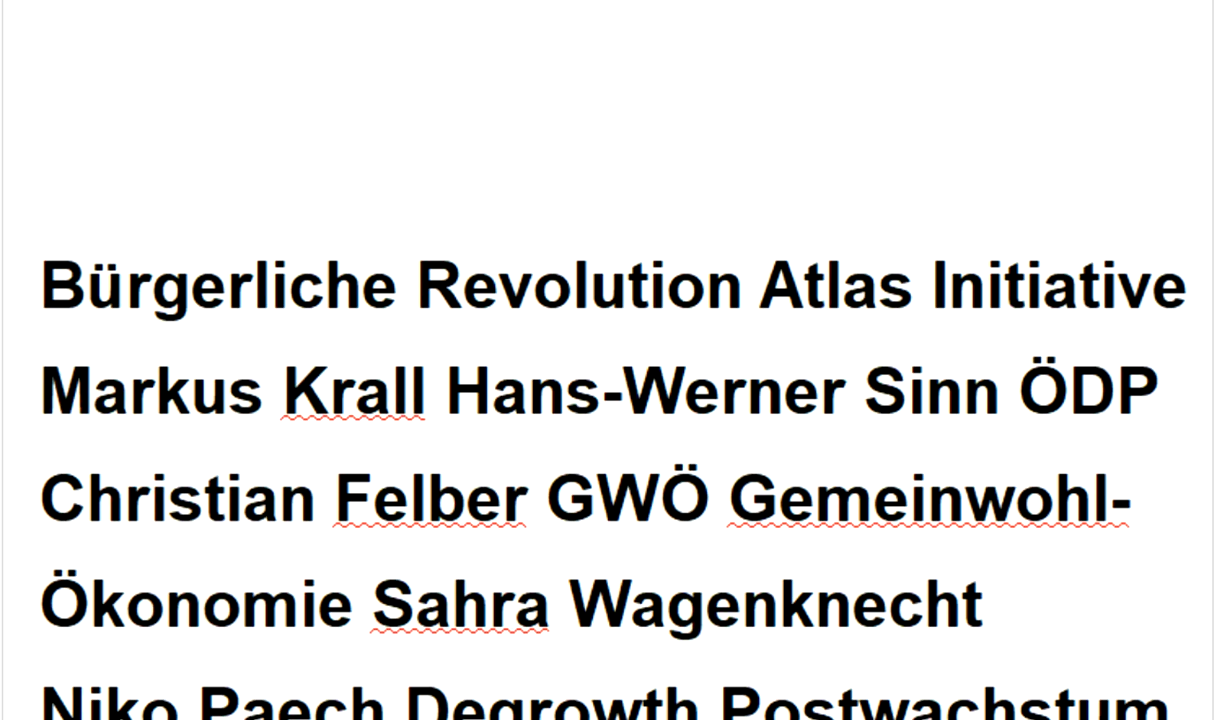 Bürgerliche Revolution Atlas Initiative
Markus Krall Hans-Werner Sinn ÖDP
Christian Felber GWÖ Gemeinwohl-
Ökonomie Sahra Wagenknecht
Niko Paech Degrowth Postwachstum